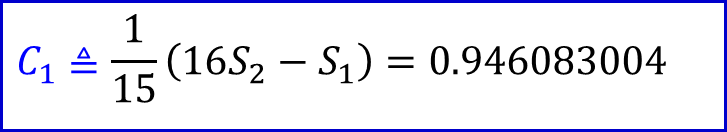 C₁ ≜ 1/15 (16S₂ − S₁) = 0.946083004